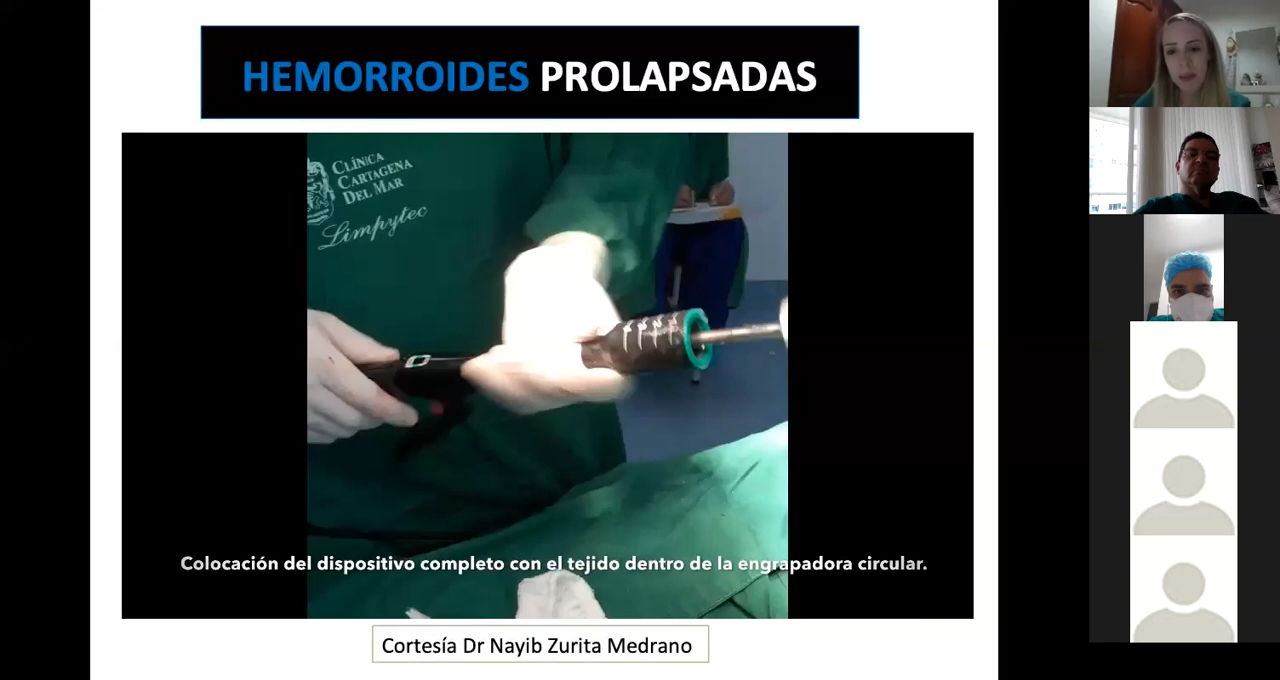 HEMORROIDES PROLAPSADAS
CLÍNICA
CARTAGENA
DEL MAR
Limpytec
Colocación del dispositivo completo con el tejido dentro de la engrapadora circular.
Cortesía Dr Nayib Zurita Medrano